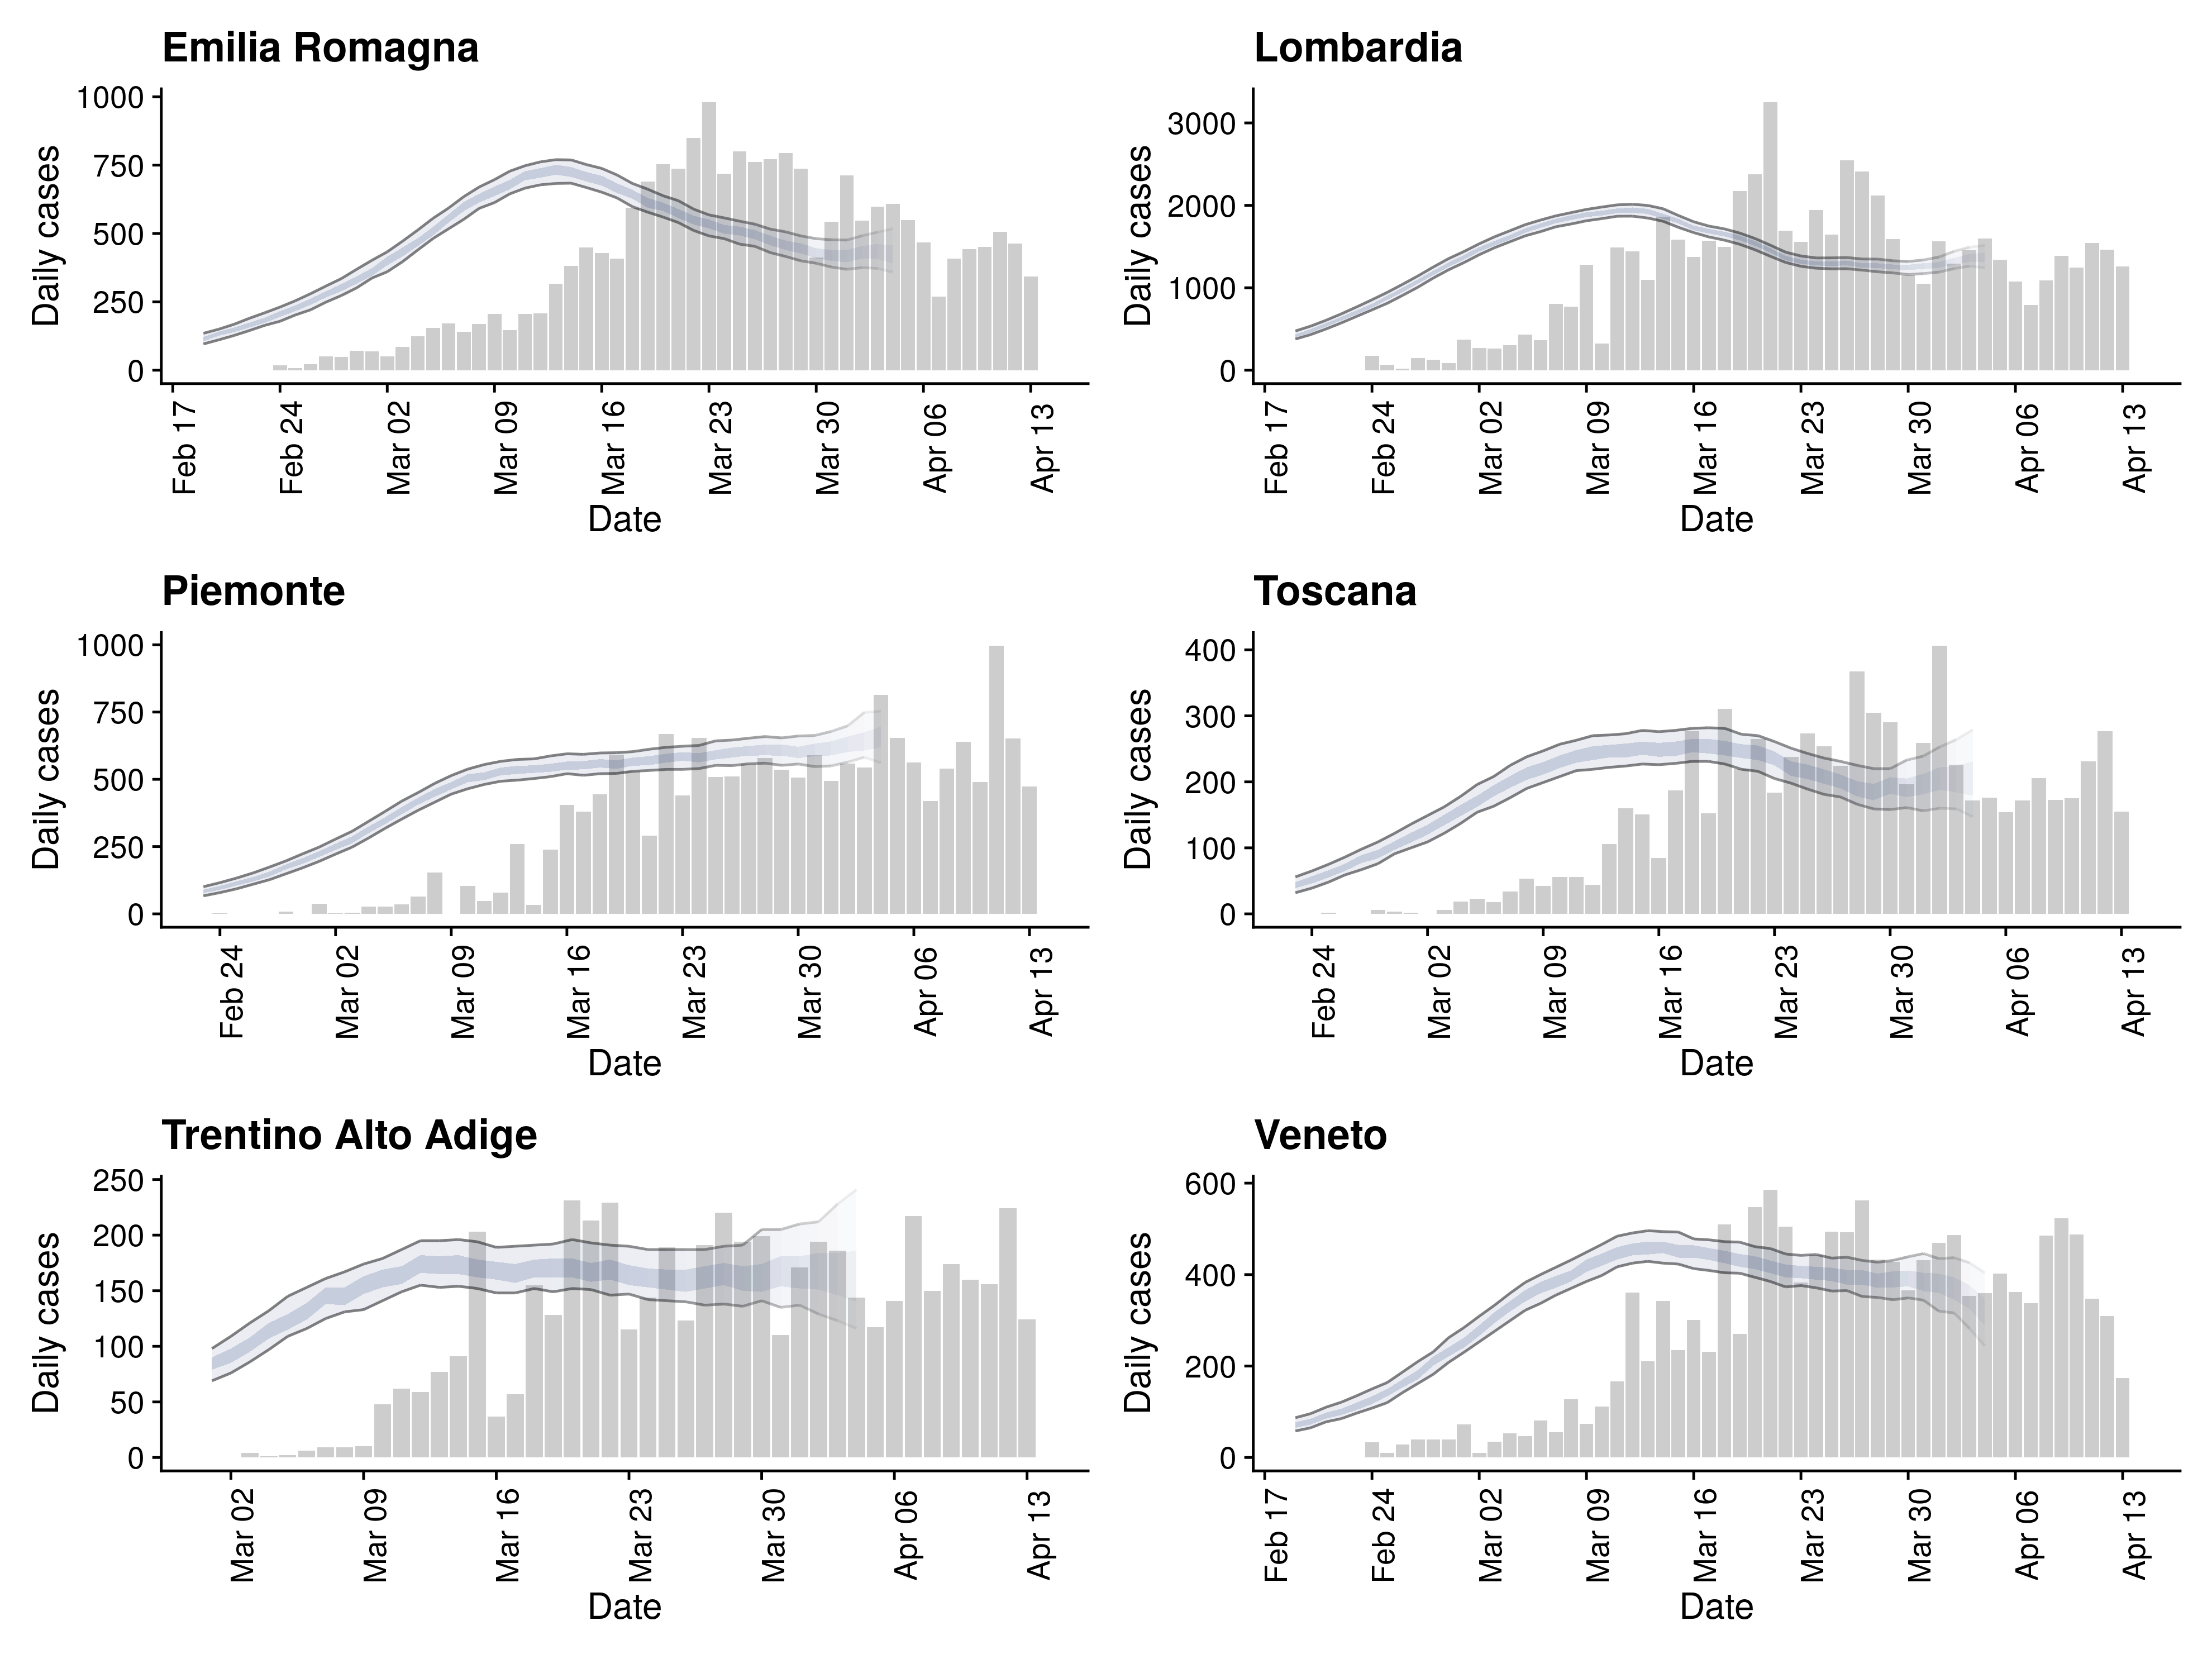 Emilia Romagna
Daily cases
1000
750
500
250
0
Feb 17
Feb 24
Mar 02
Mar 09
Mar 16
Mar 23
Mar 30
Apr 06
Apr 13
Date
Lombardia
Daily cases
3000
2000
1000
0
Feb 17
Feb 24
Mar 02
Mar 09
Mar 16
Mar 23
Mar 30
Apr 06
Apr 13
Date
Piemonte
Daily cases
1000
750
500
250
0
Feb 24
Mar 02
Mar 09
Mar 16
Mar 23
Mar 30
Apr 06
Apr 13
Date
Toscana
Daily cases
400
300
200
100
0
Feb 24
Mar 02
Mar 09
Mar 16
Mar 23
Mar 30
Apr 06
Apr 13
Date
Trentino Alto Adige
Daily cases
250
200
150
100
50
0
Mar 02
Mar 09
Mar 16
Mar 23
Mar 30
Apr 06
Apr 13
Date
Veneto
Daily cases
600
400
200
0
Feb 17
Feb 24
Mar 02
Mar 09
Mar 16
Mar 23
Mar 30
Apr 06
Apr 13
Date